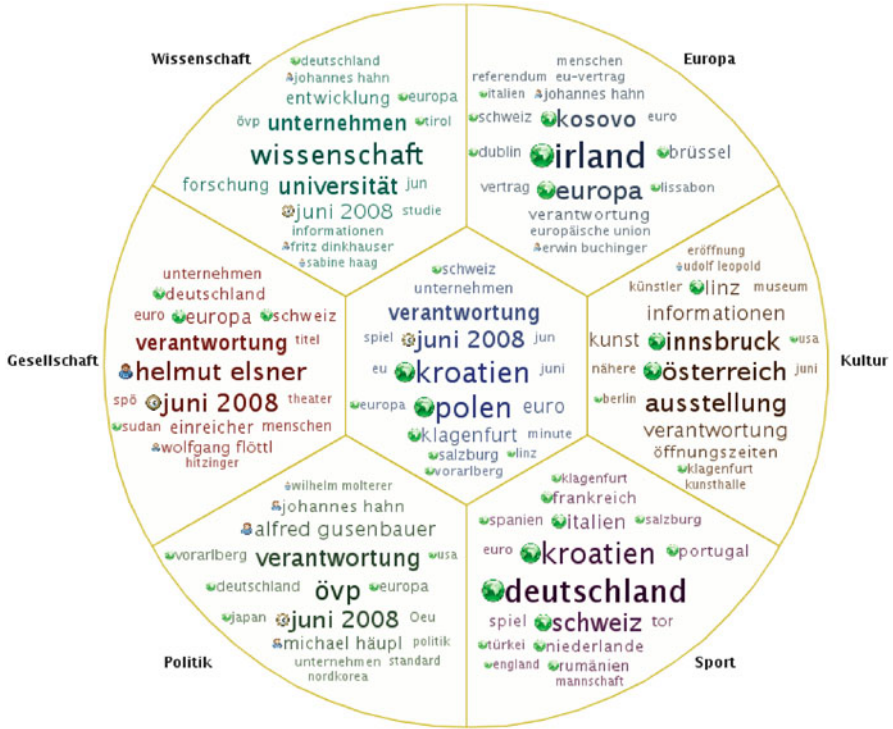 Wissenschaft
deutschland
johannes hahn
entwicklung europa
övp unternehmen tirol
wissenschaft
forschung universität jun
juni 2008 studie
informationen
fritz dinkhauser
sabine haag
Europa
menschen
referendum eu-vertrag
italien johannes hahn
schweiz kosovo euro
dublin irland brüssel
vertrag europa lissabon
verantwortung
europäische union
erwin buchinger
Gesellschaft
unternehmen
deutschland
euro europa schweiz
verantwortung titel
helmut elsner
spö juni 2008 theater
sudan einreicher menschen
wolfgang flöttl
hitzinger
schweiz
unternehmen
verantwortung
spiel juni 2008 jun
eu kroatien juni
europa polen euro
klagenfurt minute
salzburg linz
vorarlberg
Kultur
eröffnung
udolf leopold
künstler linz museum
informationen
kunst innsbruck usa
nähere österreich juni
berlin ausstellung
verantwortung
öffnungszeiten
klagenfurt
kunsthalle
Politik
wilhelm molterer
johannes hahn
alfred gusenbauer
vorarlberg verantwortung usa
deutschland övp europa
japan juni 2008 Oeu
michael häupl politik
unternehmen standard
nordkorea
Sport
klagenfurt
frankreich
spanien italien salzburg
euro kroatien portugal
deutschland
spiel schweiz tor
türkei niederlande
england rumänien
mannschaft